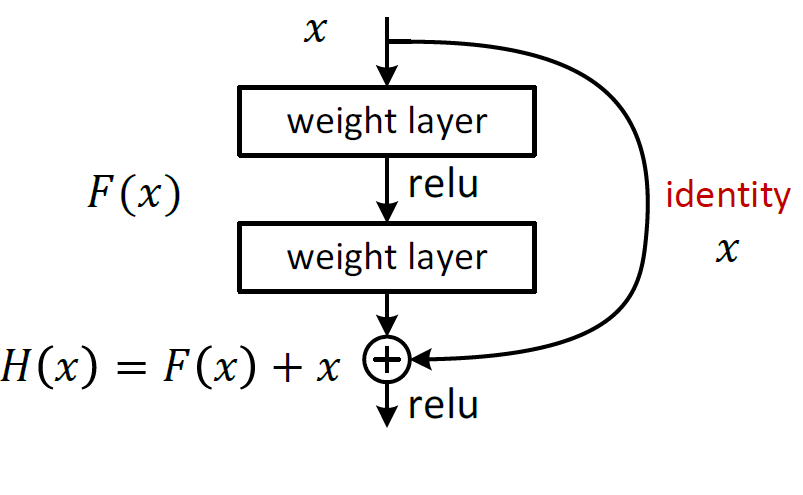 x
weight layer
F(x)
relu
identity
x
weight layer
H(x) = F(x) + x
relu